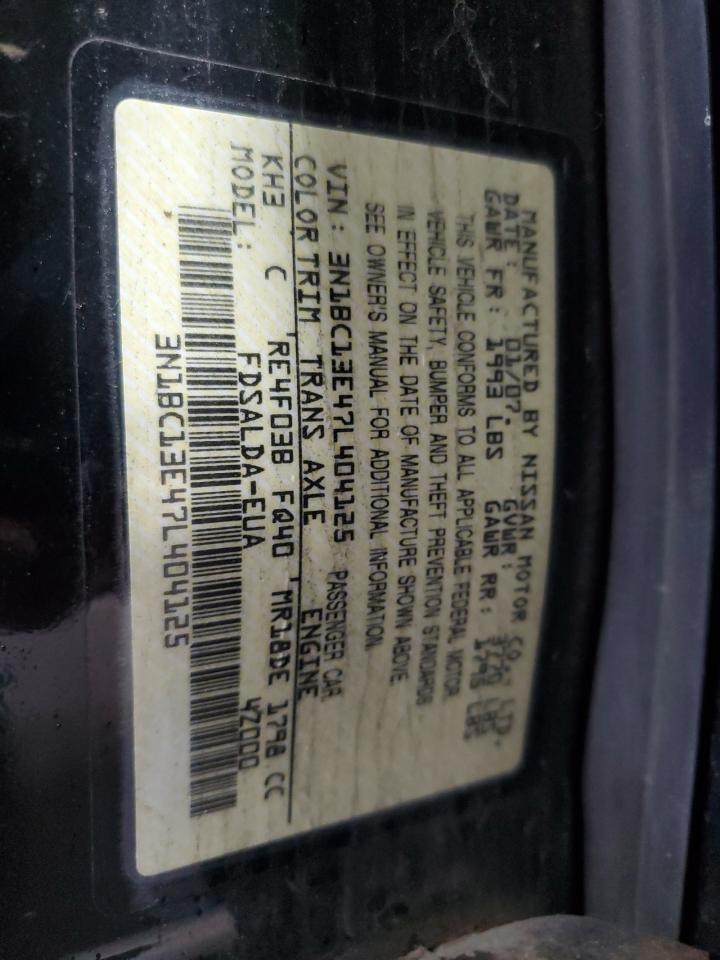 MANUFACTURED BY NISSAN MOTOR CO., LTD.
DATE: 01/07. GVWR: LBS
GAWR FR: 1993 LBS GAWR RR: LBS
THIS VEHICLE CONFORMS TO ALL APPLICABLE FEDERAL MOTOR
VEHICLE SAFETY, BUMPER AND THEFT PREVENTION STANDARDS
IN EFFECT ON THE DATE OF MANUFACTURE SHOWN ABOVE.
SEE OWNER'S MANUAL FOR ADDITIONAL INFORMATION.
VIN: 3N1BC13E47L404125 PASSENGER CAR
COLOR TRIM TRANS AXLE ENGINE
KH3 C RE4F03B FQ40 MR18DE 1798 CC
MODEL: FDSALDA-EUA 4Z000
3N1BC13E47L404125